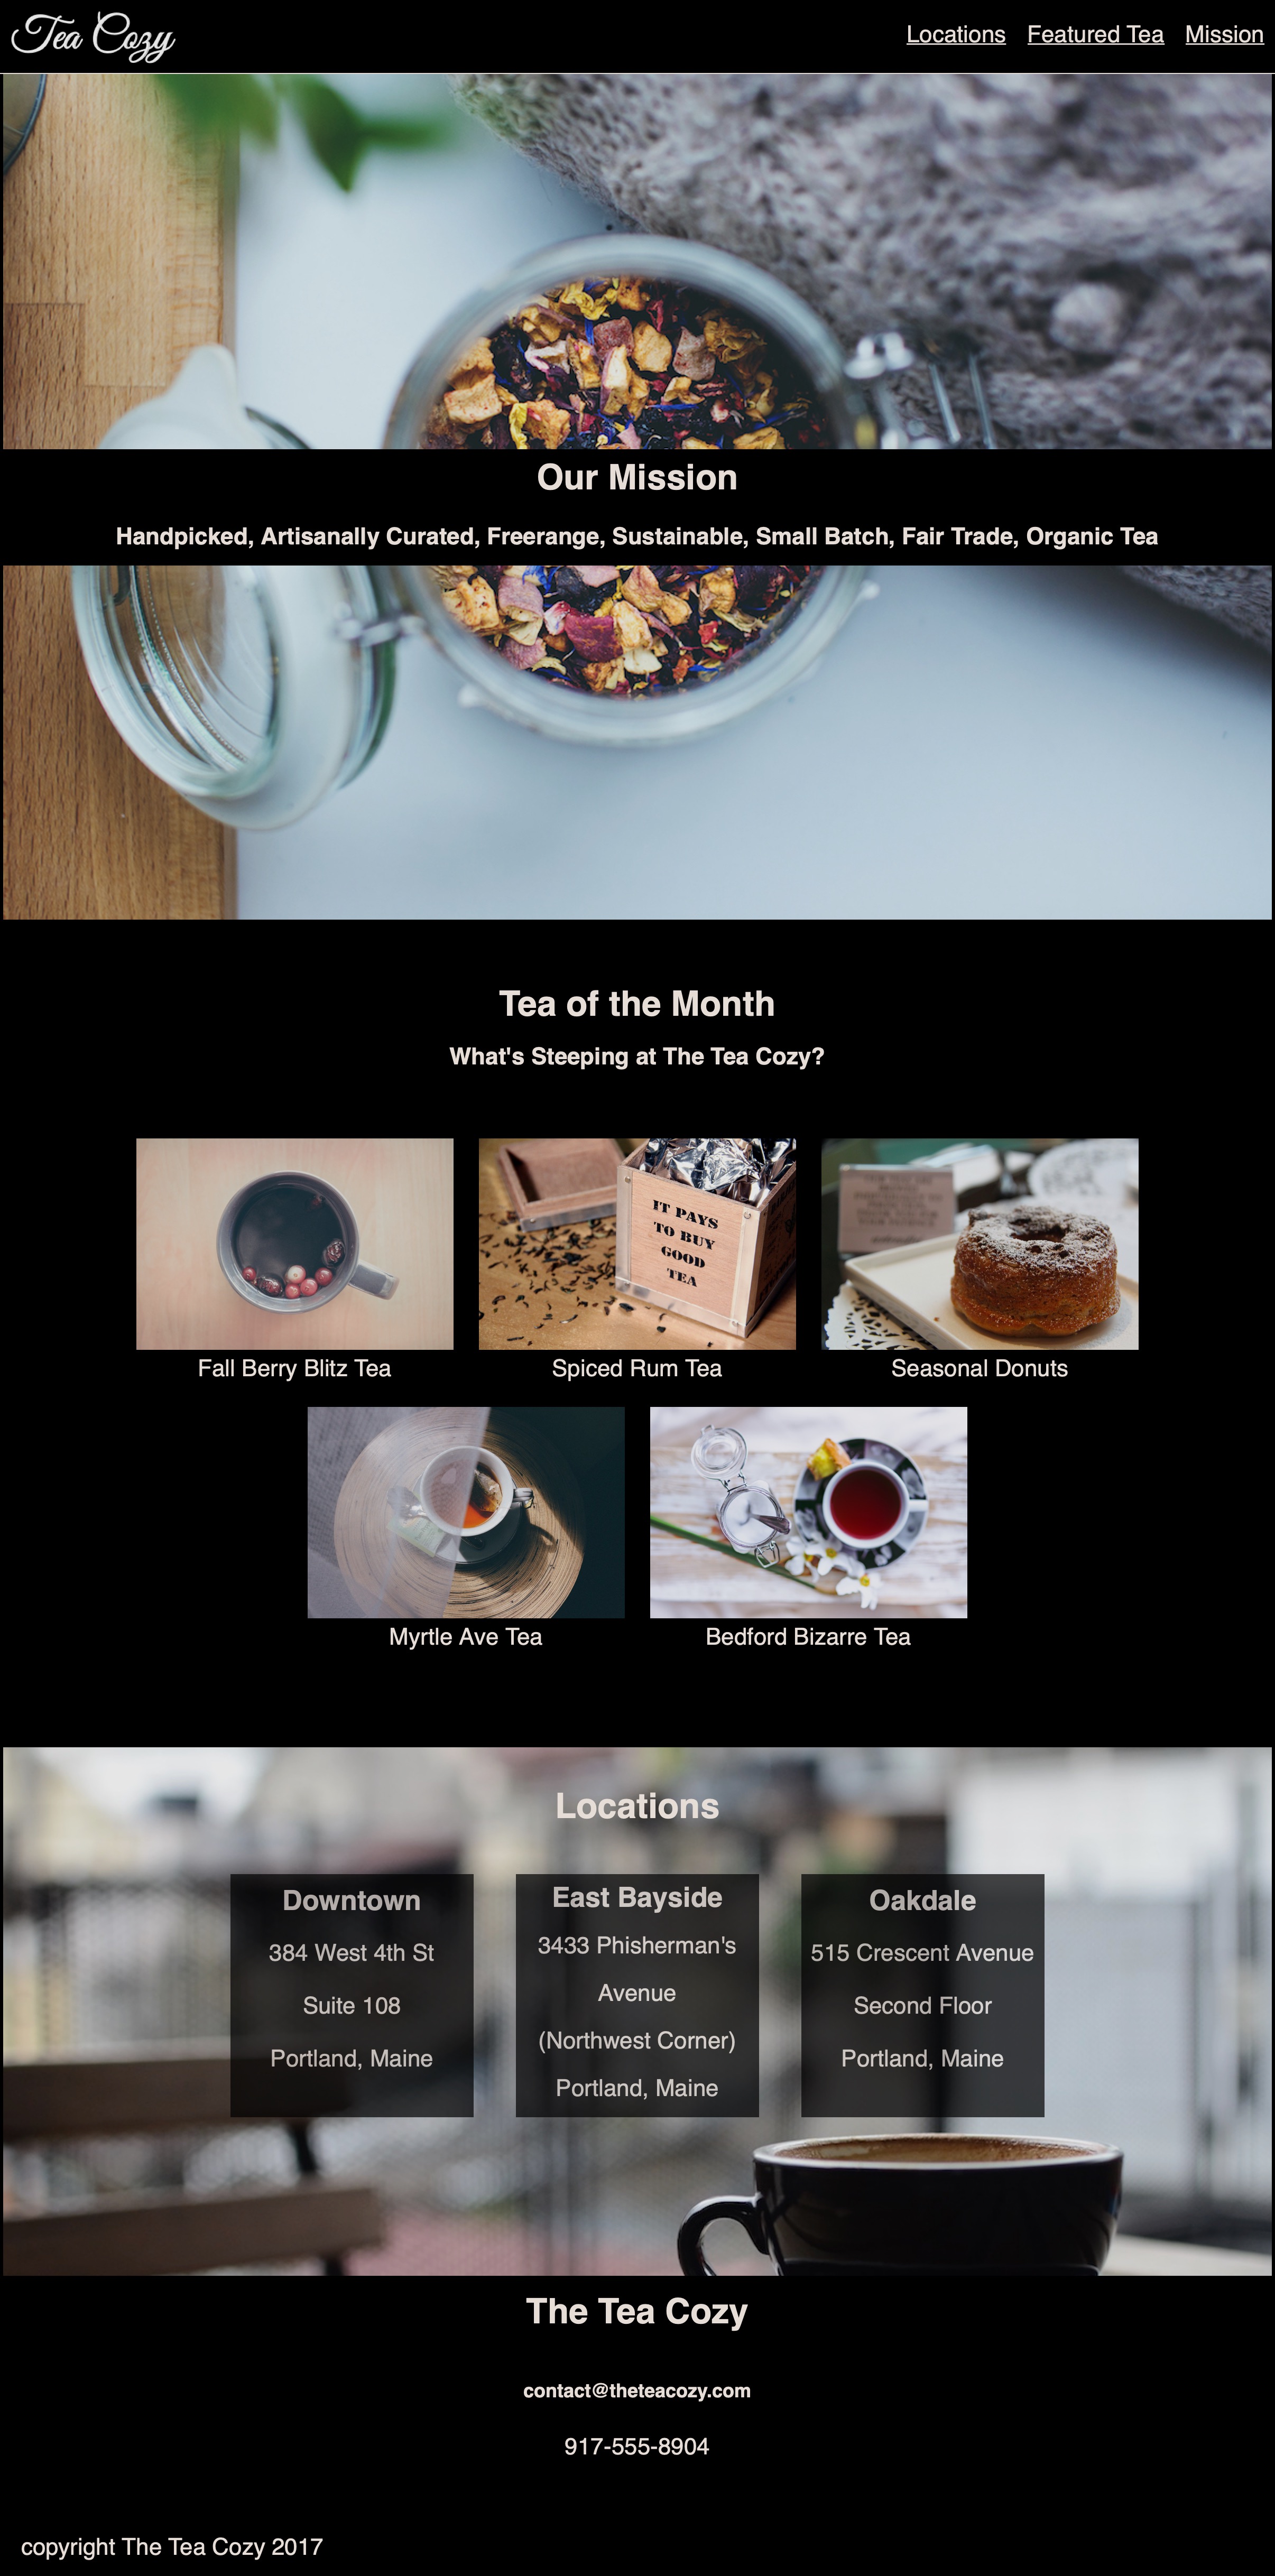 Tea Cozy
Locations Featured Tea Mission
Our Mission
Handpicked, Artisanally Curated, Freerange, Sustainable, Small Batch, Fair Trade, Organic Tea
Tea of the Month
What's Steeping at The Tea Cozy?
IT PAYS
TO BUY
GOOD
TEA
Fall Berry Blitz Tea
Spiced Rum Tea
Seasonal Donuts
Myrtle Ave Tea
Bedford Bizarre Tea
Locations
Downtown
384 West 4th St
Suite 108
Portland, Maine
East Bayside
3433 Phisherman's
Avenue
(Northwest Corner)
Portland, Maine
Oakdale
515 Crescent Avenue
Second Floor
Portland, Maine
The Tea Cozy
contact@theteacozy.com
917-555-8904
copyright The Tea Cozy 2017